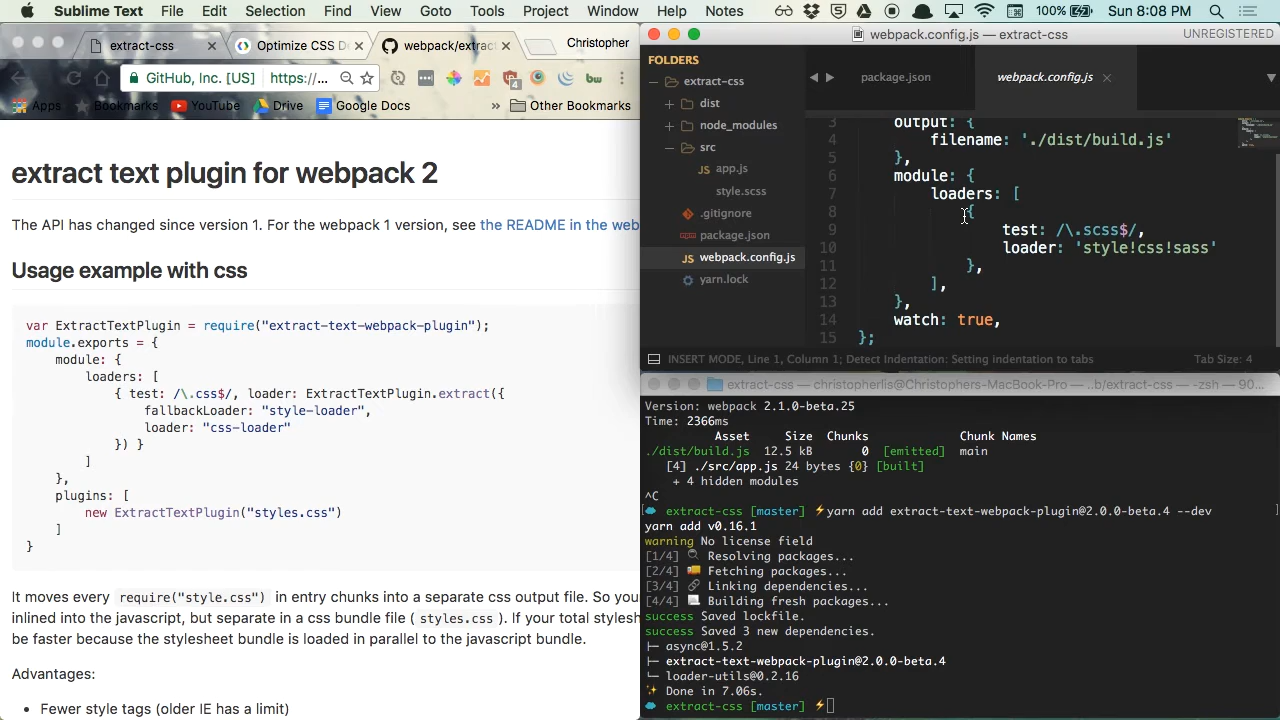 Sublime Text File Edit Selection Find View Goto Tools Project Window Help Notes 100% Sun 8:08 PM
extract-css Optimize CSS D webpack/extract Christopher
GitHub, Inc. [US] https://... 4 bw
Apps Bookmarks YouTube Drive Google Docs » Other Bookmarks
extract text plugin for webpack 2
The API has changed since version 1. For the webpack 1 version, see the README in the web
Usage example with css
var ExtractTextPlugin = require("extract-text-webpack-plugin");
module.exports = {
module: {
loaders: [
{ test: /\.css$/, loader: ExtractTextPlugin.extract({
fallbackLoader: "style-loader",
loader: "css-loader"
}) }
]
},
plugins: [
new ExtractTextPlugin("styles.css")
]
}
It moves every require("style.css") in entry chunks into a separate css output file. So you
inlined into the javascript, but separate in a css bundle file ( styles.css ). If your total stylesh
be faster because the stylesheet bundle is loaded in parallel to the javascript bundle.
Advantages:
• Fewer style tags (older IE has a limit)
webpack.config.js — extract-css UNREGISTERED
FOLDERS
extract-css
dist
node_modules
src
JS app.js
style.scss
.gitignore
npm package.json
JS webpack.config.js
yarn.lock
package.json webpack.config.js
3 output: {
4 filename: './dist/build.js'
5 },
6 module: {
7 loaders: [
8 {
9 test: /\.scss$/,
10 loader: 'style!css!sass'
11 },
12 ],
13 },
14 watch: true,
15 };
INSERT MODE, Line 1, Column 1; Detect Indentation: Setting indentation to tabs Tab Size: 4
extract-css — christopherlis@Christophers-MacBook-Pro — ..b/extract-css — -zsh — 90...
Version: webpack 2.1.0-beta.25
Time: 2366ms
Asset Size Chunks Chunk Names
./dist/build.js 12.5 kB 0 [emitted] main
[4] ./src/app.js 24 bytes {0} [built]
+ 4 hidden modules
^C
extract-css [master] ⚡yarn add extract-text-webpack-plugin@2.0.0-beta.4 --dev
yarn add v0.16.1
warning No license field
[1/4] 🔍 Resolving packages...
[2/4] 🚚 Fetching packages...
[3/4] 🔗 Linking dependencies...
[4/4] 📃 Building fresh packages...
success Saved lockfile.
success Saved 3 new dependencies.
├─ async@1.5.2
├─ extract-text-webpack-plugin@2.0.0-beta.4
└─ loader-utils@0.2.16
✨ Done in 7.06s.
extract-css [master] ⚡